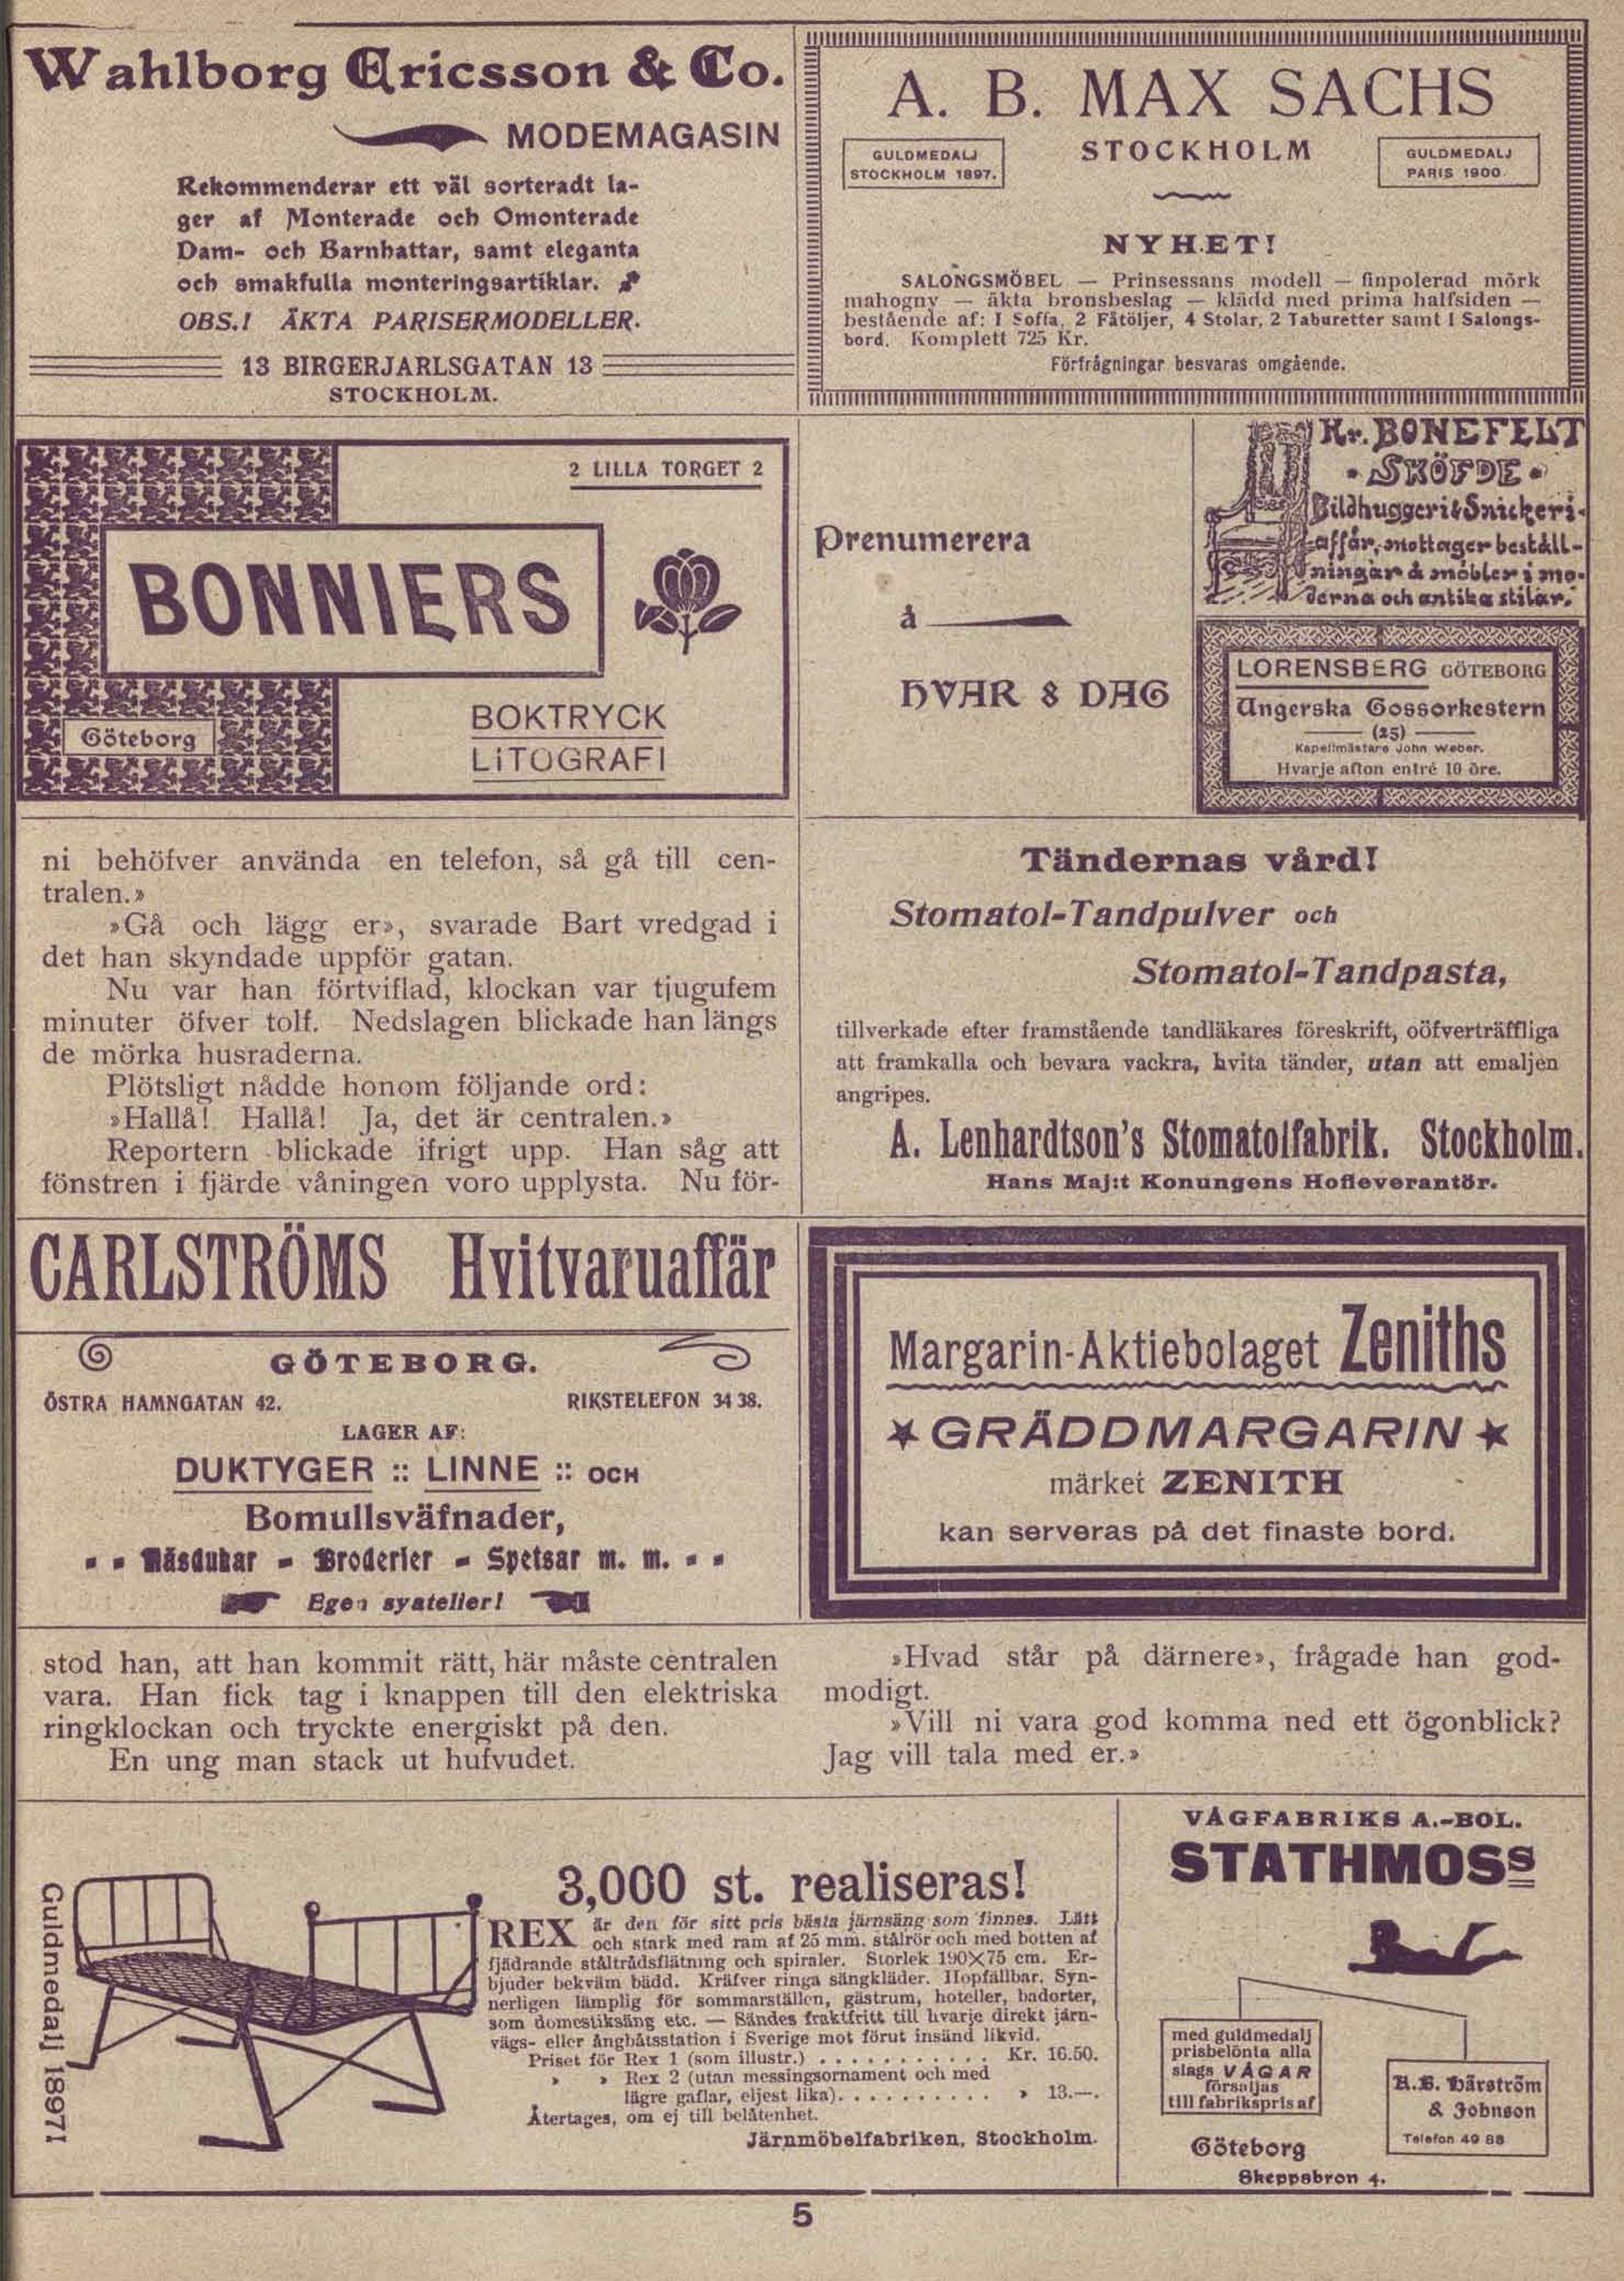 Wahlborg Ericsson & Co.
MODEMAGASIN
Rekommenderar ett väl sorteradt la-
ger af Monterade och Omonterade
Dam- och Barnhattar, samt eleganta
och smakfulla monteringsartiklar.
OBS.! ÄKTA PARISERMODELLER.
13 BIRGERJARLSGATAN 13
STOCKHOLM.
A. B. MAX SACHS
STOCKHOLM
GULDMEDALJ
STOCKHOLM 1897.
GULDMEDALJ
PARIS 1900
NYHET!
SALONGSMÖBEL — Prinsessans modell — finpolerad mörk
mahogny — äkta bronsbeslag — klädd med prima halfsiden —
bestående af: 1 Soffa, 2 Fåtöljer, 4 Stolar, 2 Taburetter samt 1 Salongs-
bord. Komplett 725 Kr.
Förfrågningar besvaras omgående.
2 LILLA TORGET 2
BONNIERS
Göteborg
BOKTRYCK
LITOGRAFI
Prenumerera
å
HVAR 8 DAG
Kr. BONEFELT
SKÖFDE
Bildhuggeri & Snickeri-
affär, mottager beställ-
ningar å möbler i mo-
derna och antika stilar.
LORENSBERG GÖTEBORG
Ungerska Gossorkestern
(25)
Kapellmästare John Weber.
Hvarje afton entré 10 öre.
ni behöfver använda en telefon, så gå till cen-
tralen.»
»Gå och lägg er», svarade Bart vredgad i
det han skyndade uppför gatan.
Nu var han förtviflad, klockan var tjugufem
minuter öfver tolf. Nedslagen blickade han längs
de mörka husraderna.
Plötsligt nådde honom följande ord:
»Hallå! Hallå! Ja, det är centralen.»
Reportern blickade ifrigt upp. Han såg att
fönstren i fjärde våningen voro upplysta. Nu för-
Tändernas vård!
Stomatol-Tandpulver och
Stomatol-Tandpasta,
tillverkade efter framstående tandläkares föreskrift, oöfverträffliga
att framkalla och bevara vackra, hvita tänder, utan att emaljen
angripes.
A. Lenhardtson's Stomatolfabrik. Stockholm.
Hans Maj:t Konungens Hofleverantör.
CARLSTRÖMS Hvitvaruaffär
GÖTEBORG.
ÖSTRA HAMNGATAN 42. RIKSTELEFON 34 38.
LAGER AF:
DUKTYGER :: LINNE :: OCH
Bomullsväfnader,
Näsdukar - Broderier - Spetsar m. m.
Egen syatelier!
Margarin-Aktiebolaget Zeniths
GRÄDDMARGARIN
märket ZENITH
kan serveras på det finaste bord.
stod han, att han kommit rätt, här måste centralen
vara. Han fick tag i knappen till den elektriska
ringklockan och tryckte energiskt på den.
En ung man stack ut hufvudet.
»Hvad står på därnere», frågade han god-
modigt.
»Vill ni vara god komma ned ett ögonblick?
Jag vill tala med er.»
Guldmedalj 1897!
3,000 st. realiseras!
REX är den för sitt pris bästa järnsäng som finnes. Lätt
och stark med ram af 25 mm. stålrör och med botten af
fjädrande ståltrådsflätning och spiraler. Storlek 190×75 cm. Er-
bjuder bekväm bädd. Kräfver ringa sängkläder. Hopfällbar. Syn-
nerligen lämplig för sommarställen, gästrum, hoteller, badorter,
som domestiksäng etc. — Sändes fraktfritt till hvarje direkt järn-
vägs- eller ångbåtsstation i Sverige mot förut insänd likvid.
Priset för Rex 1 (som illustr.) . . . . . . . . . . . Kr. 16.50.
» » Rex 2 (utan messingsornament och med
lägre gaflar, eljest lika). . . . . . . . . . » 13.—.
Återtages, om ej till belåtenhet.
Järnmöbelfabriken, Stockholm.
VÅGFABRIKS A.-BOL.
STATHMOSs
med guldmedalj
prisbelönta alla
slags VÅGAR
försäljas
till fabrikspris af
H.B. Bärström
& Johnson
Telefon 49 88
Göteborg
Skeppsbron 4.
5